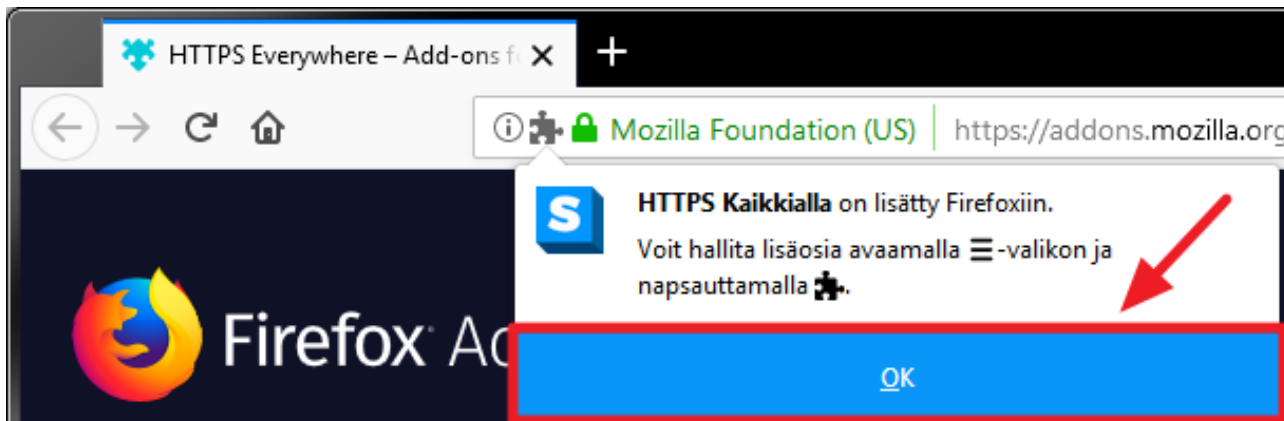 HTTPS Everywhere – Add-ons f
Mozilla Foundation (US) https://addons.mozilla.org
HTTPS Kaikkialla on lisätty Firefoxiin.
Voit hallita lisäosia avaamalla ☰-valikon ja
napsauttamalla .
Firefox Ad
OK